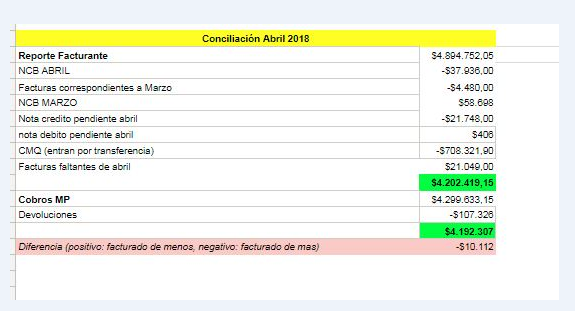 Conciliación Abril 2018
Reporte Facturante $4.894.752,05
NCB ABRIL -$37.936,00
Facturas correspondientes a Marzo -$4.480,00
NCB MARZO $58.698
Nota credito pendiente abril -$21.748,00
nota debito pendiente abril $406
CMQ (entran por transferencia) -$708.321,90
Facturas faltantes de abril $21.049,00
$4.202.419,15
Cobros MP $4.299.633,15
Devoluciones -$107.326
$4.192.307
Diferencia (positivo: facturado de menos, negativo: facturado de mas) -$10.112